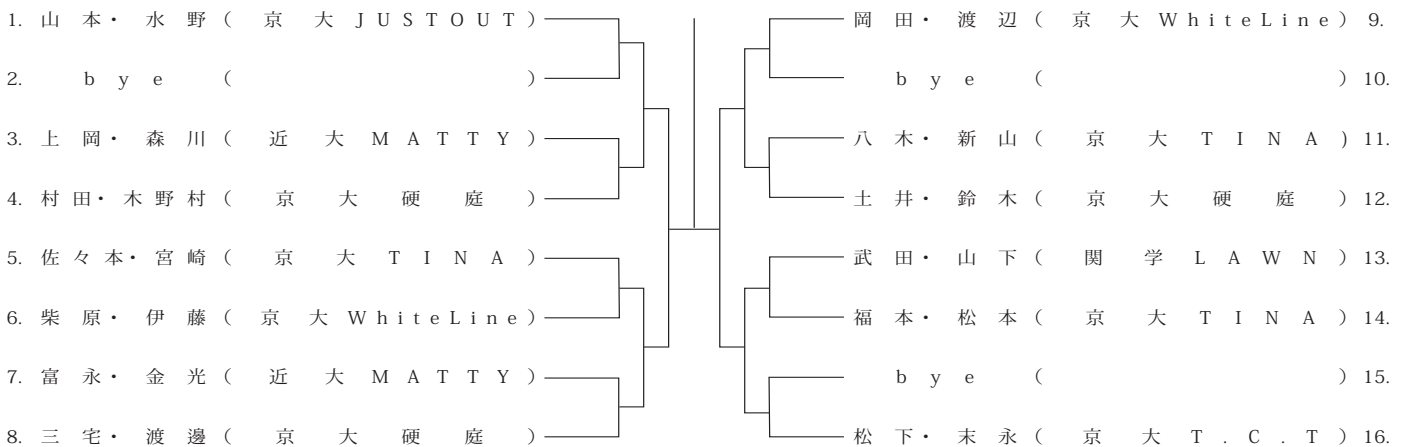 1. 山本・水野(京大JUSTOUT)
2. bye ( )
3. 上岡・森川(近大MATTY)
4. 村田・木野村(京大硬庭)
5. 佐々本・宮崎(京大TINA)
6. 柴原・伊藤(京大WhiteLine)
7. 富永・金光(近大MATTY)
8. 三宅・渡邊(京大硬庭)
岡田・渡辺(京大WhiteLine) 9.
bye ( ) 10.
八木・新山(京大TINA) 11.
土井・鈴木(京大硬庭) 12.
武田・山下(関学LAWN) 13.
福本・松本(京大TINA) 14.
bye ( ) 15.
松下・末永(京大T.C.T) 16.